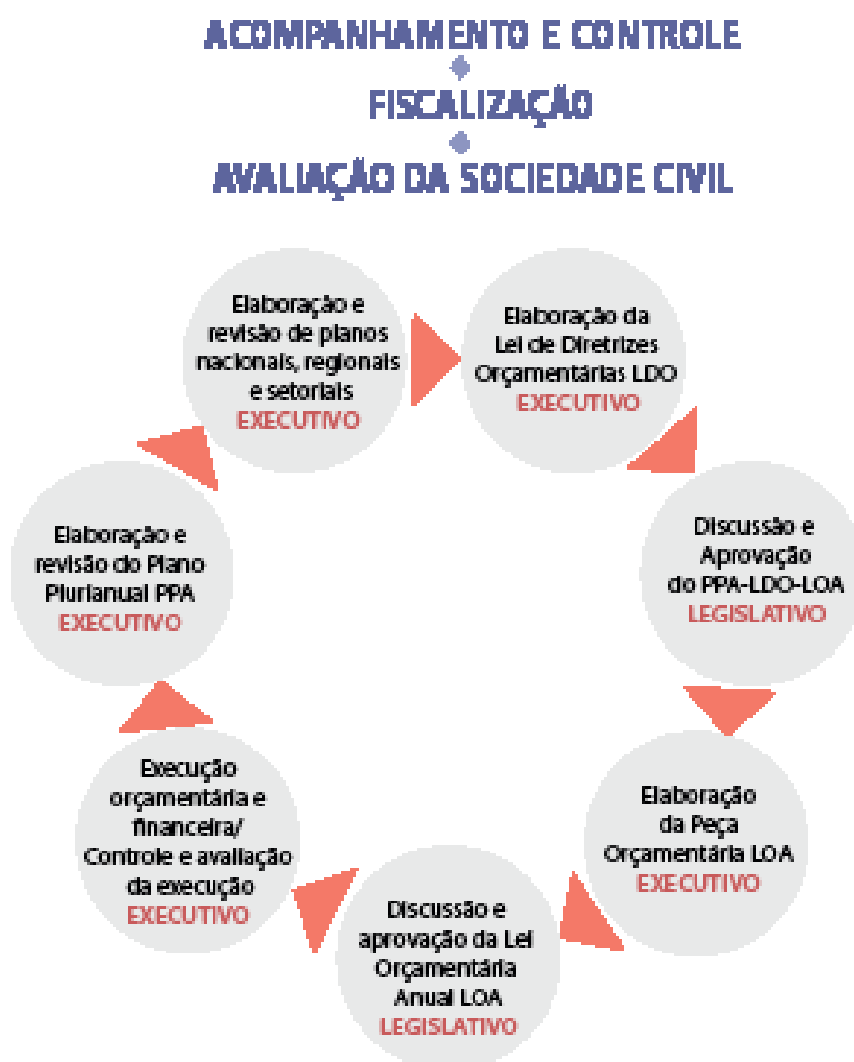 ACOMPANHAMENTO E CONTROLE
FISCALIZAÇÃO
AVALIAÇÃO DA SOCIEDADE CIVIL
Elaboração e
revisão de planos
nacionais, regionais
e setoriais
EXECUTIVO
Elaboração da
Lei de Diretrizes
Orçamentárias LDO
EXECUTIVO
Discussão e
Aprovação
do PPA-LDO-LOA
LEGISLATIVO
Elaboração
da Peça
Orçamentária LOA
EXECUTIVO
Discussão e
aprovação da Lei
Orçamentária
Anual LOA
LEGISLATIVO
Execução
orçamentária e
financeira/
Controle e avaliação
da execução
EXECUTIVO
Elaboração e
revisão do Plano
Plurianual PPA
EXECUTIVO